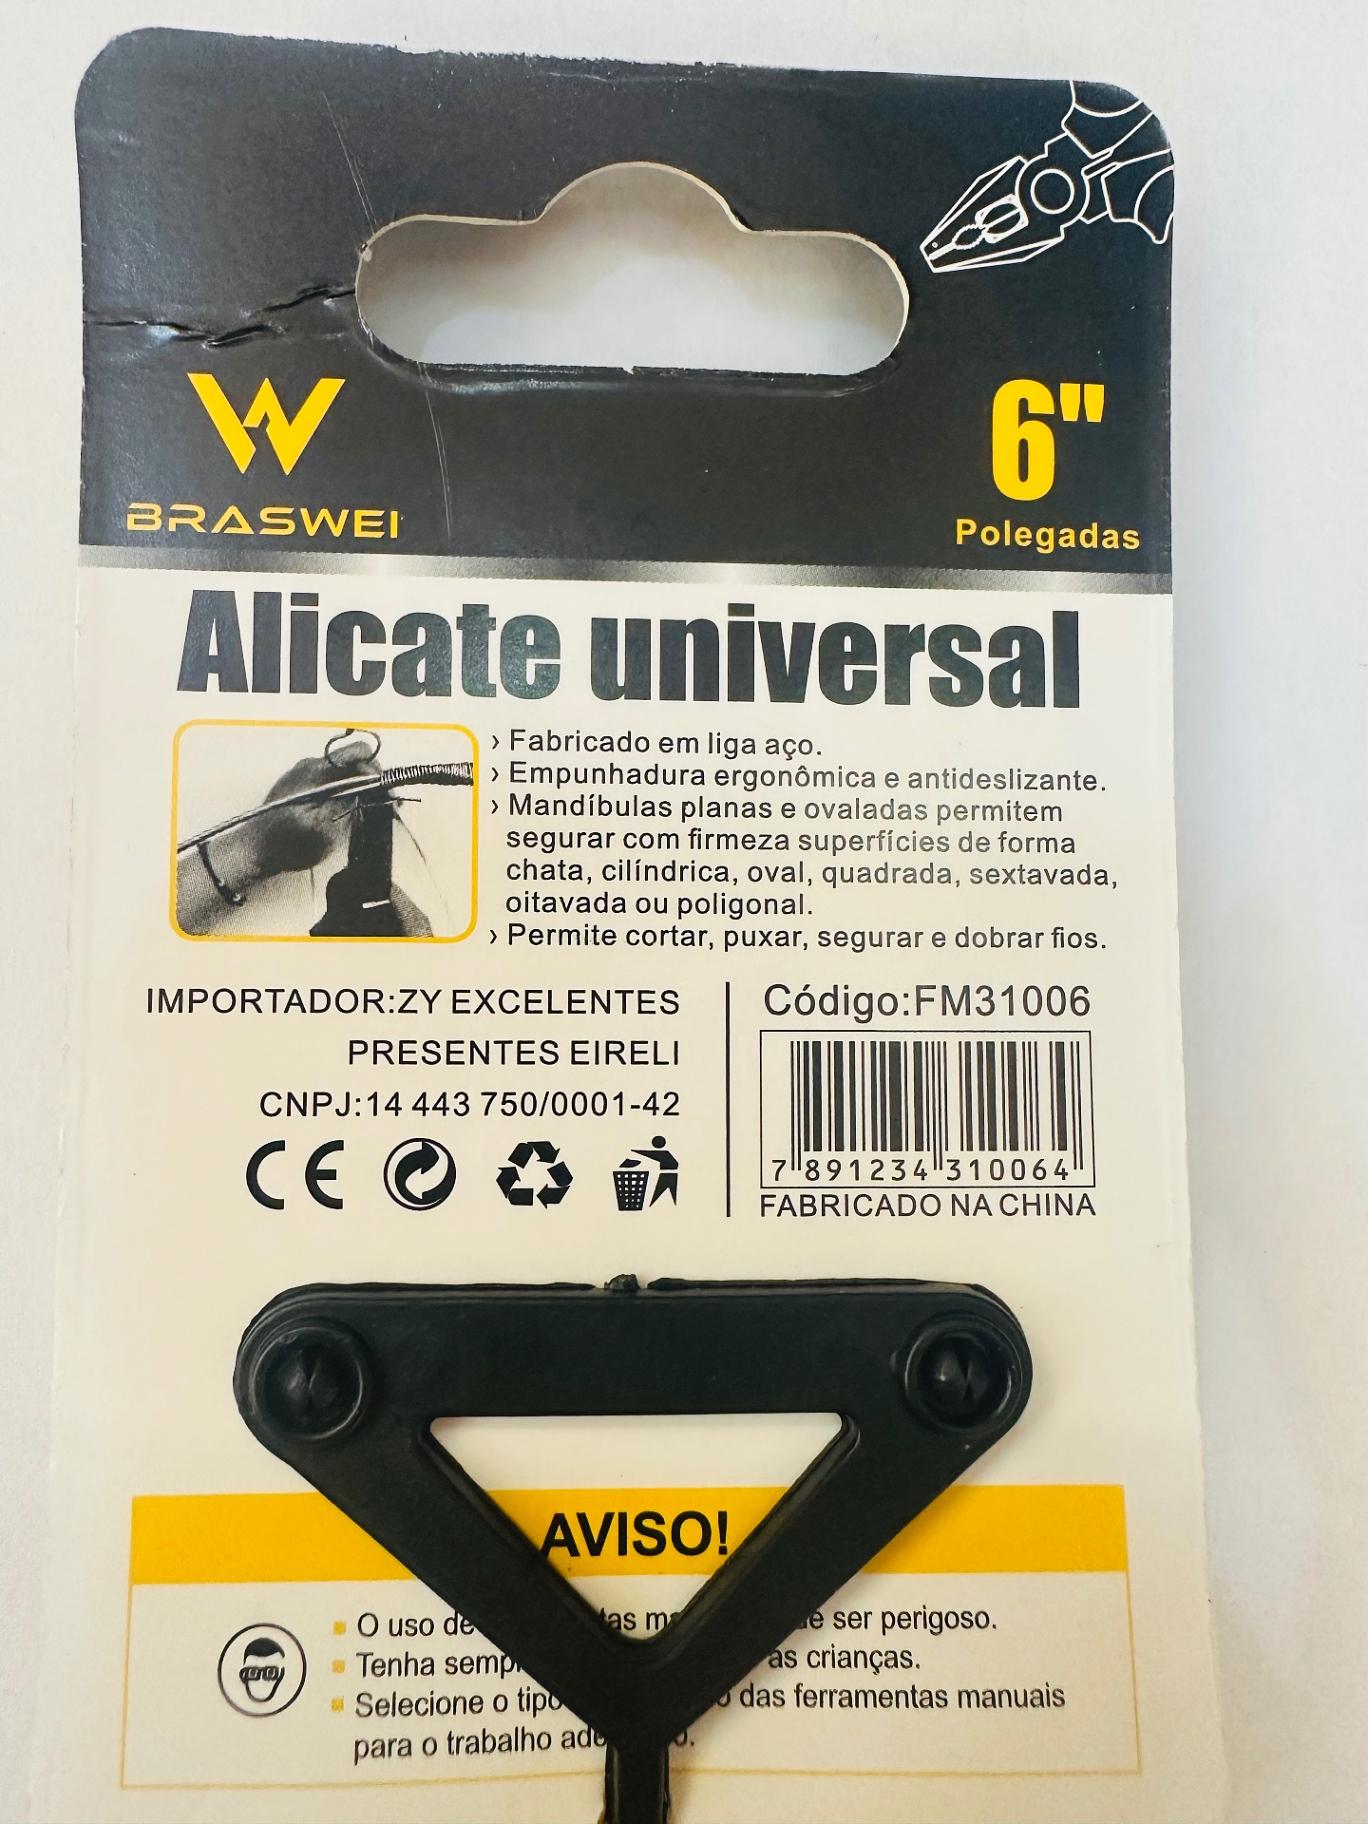 BRASWEI
6"
Polegadas
Alicate universal
› Fabricado em liga aço.
› Empunhadura ergonômica e antideslizante.
› Mandíbulas planas e ovaladas permitem
segurar com firmeza superfícies de forma
chata, cilíndrica, oval, quadrada, sextavada,
oitavada ou poligonal.
› Permite cortar, puxar, segurar e dobrar fios.
IMPORTADOR:ZY EXCELENTES
PRESENTES EIRELI
CNPJ:14 443 750/0001-42
CE
Código:FM31006
7 891234 310064
FABRICADO NA CHINA
AVISO!
O uso de ser perigoso.
Tenha as crianças.
Selecione o tipo das ferramentas manuais
para o trabalho